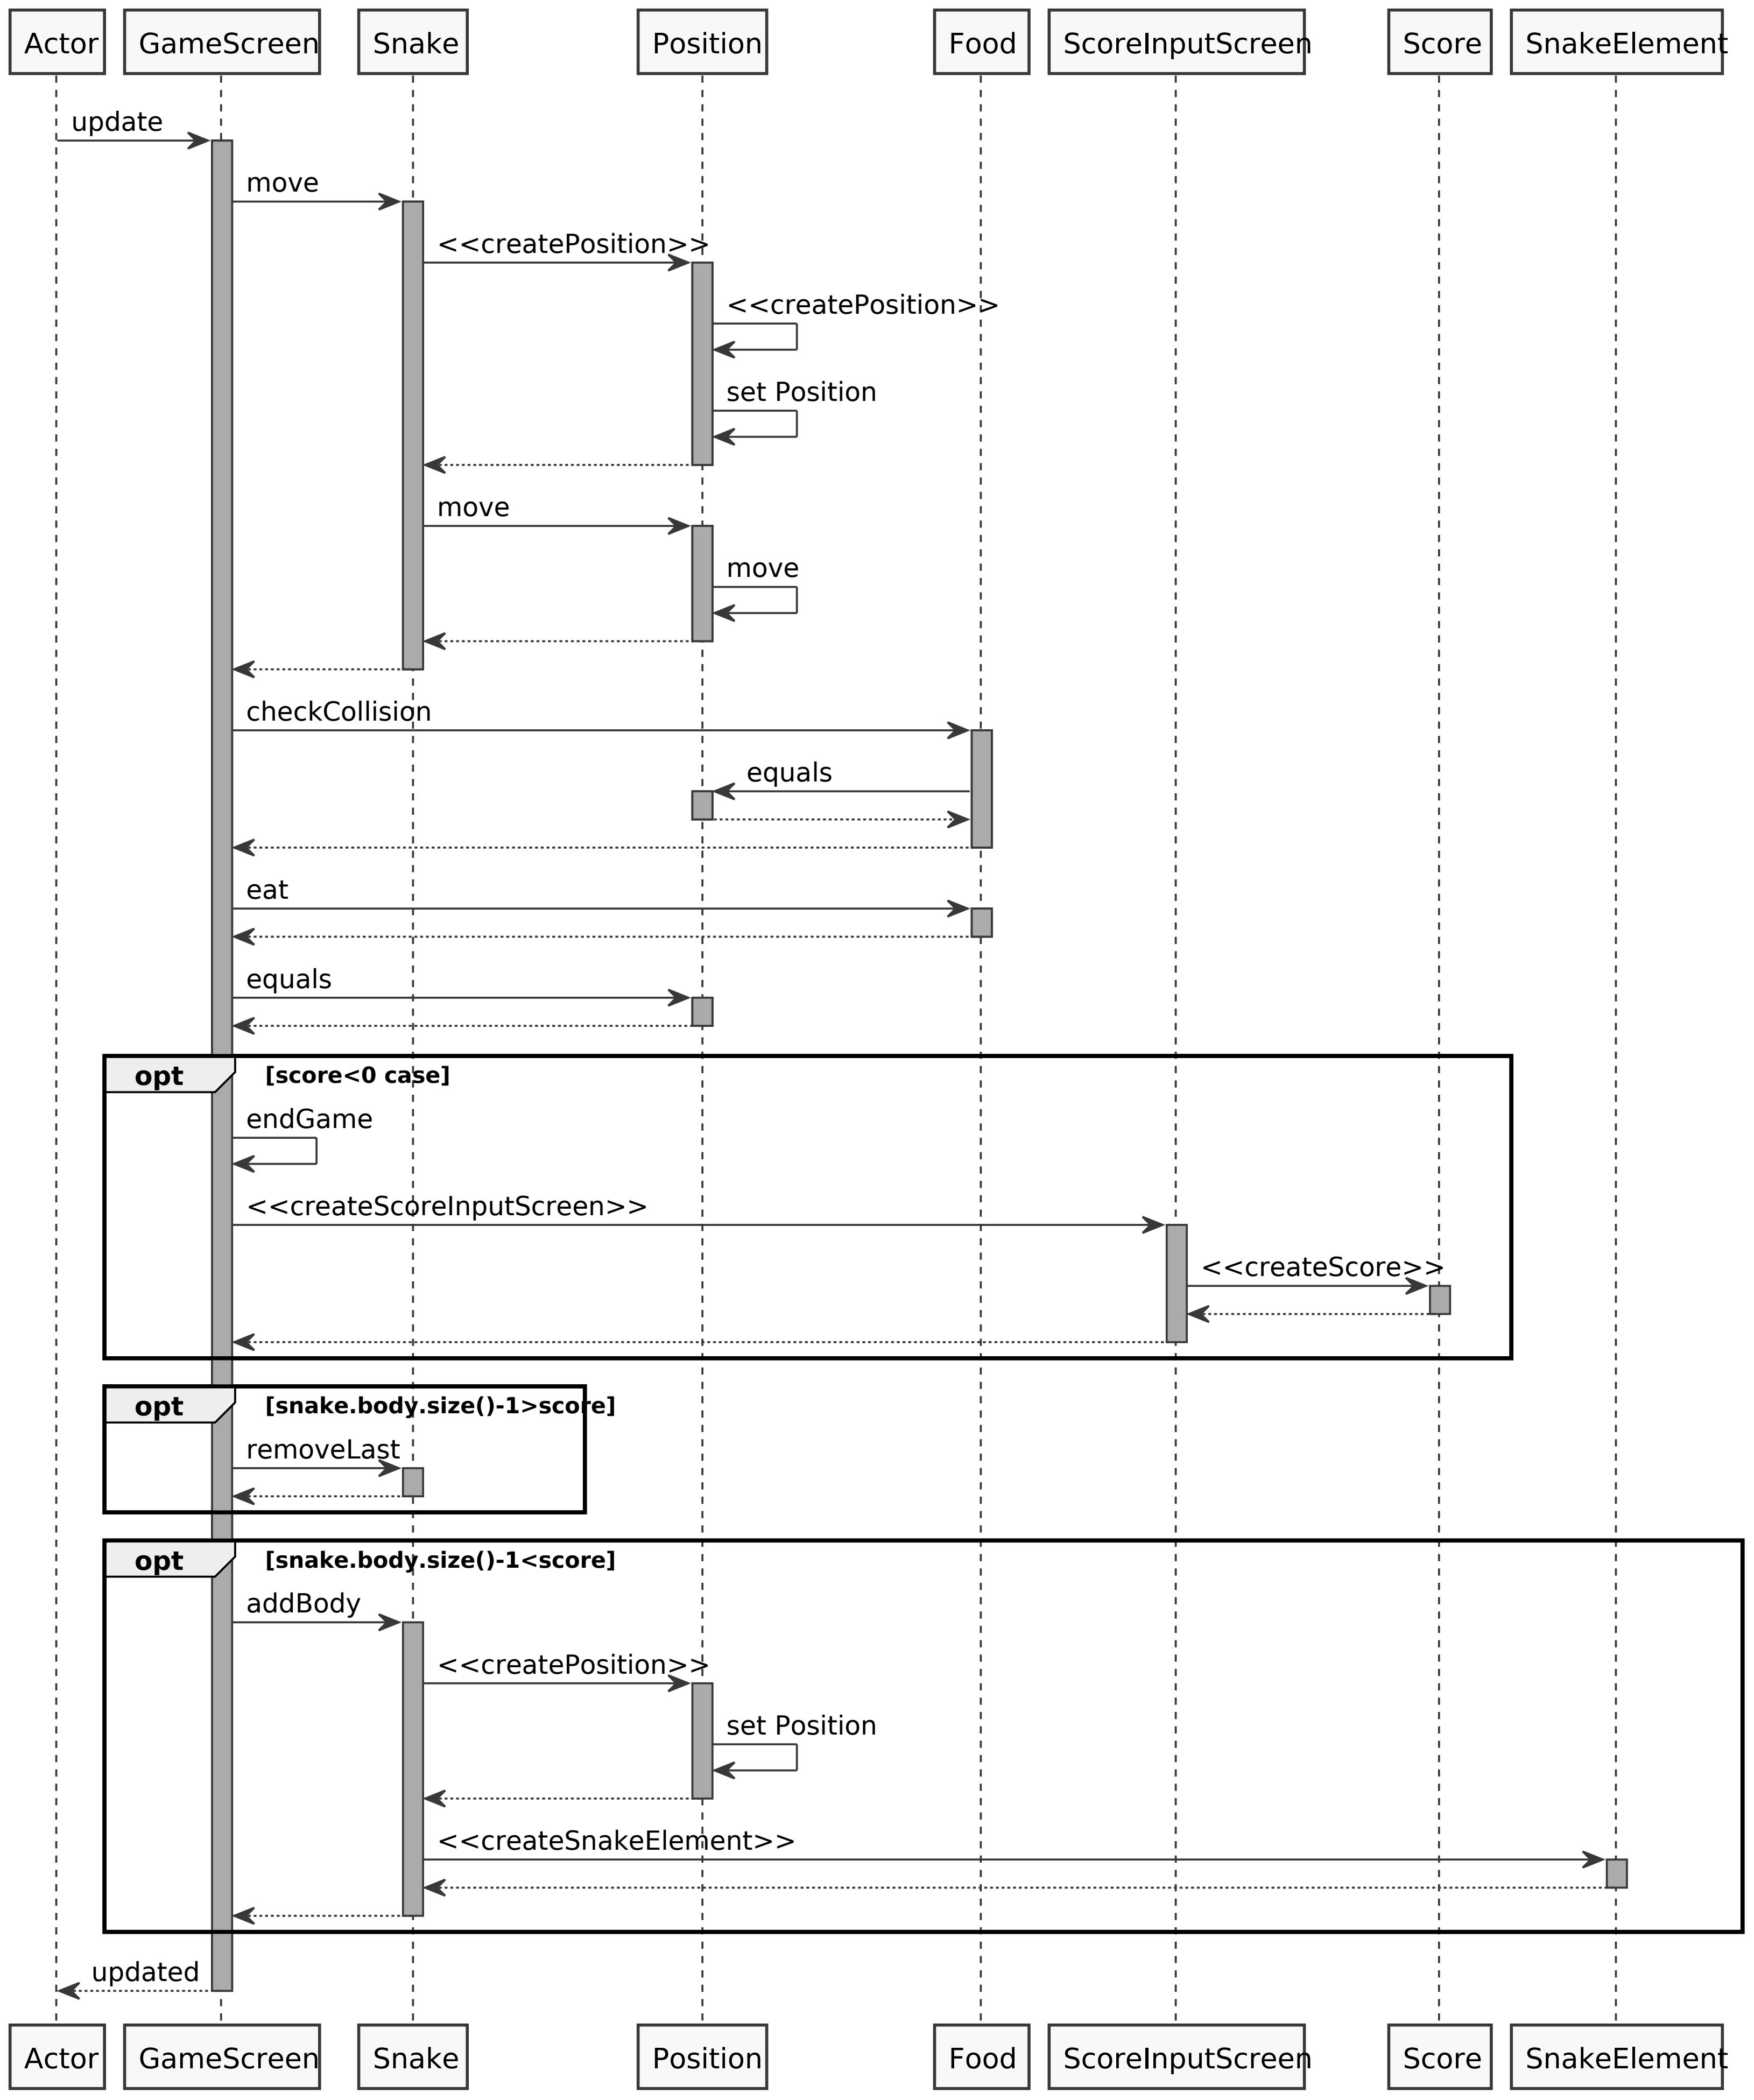 Actor GameScreen Snake Position Food ScoreInputScreen Score SnakeElement
update
move
<<createPosition>>
<<createPosition>>
set Position
move
move
checkCollision
equals
eat
equals
opt [score<0 case]
endGame
<<createScoreInputScreen>>
<<createScore>>
opt [snake.body.size()-1>score]
removeLast
opt [snake.body.size()-1<score]
addBody
<<createPosition>>
set Position
<<createSnakeElement>>
updated
Actor GameScreen Snake Position Food ScoreInputScreen Score SnakeElement